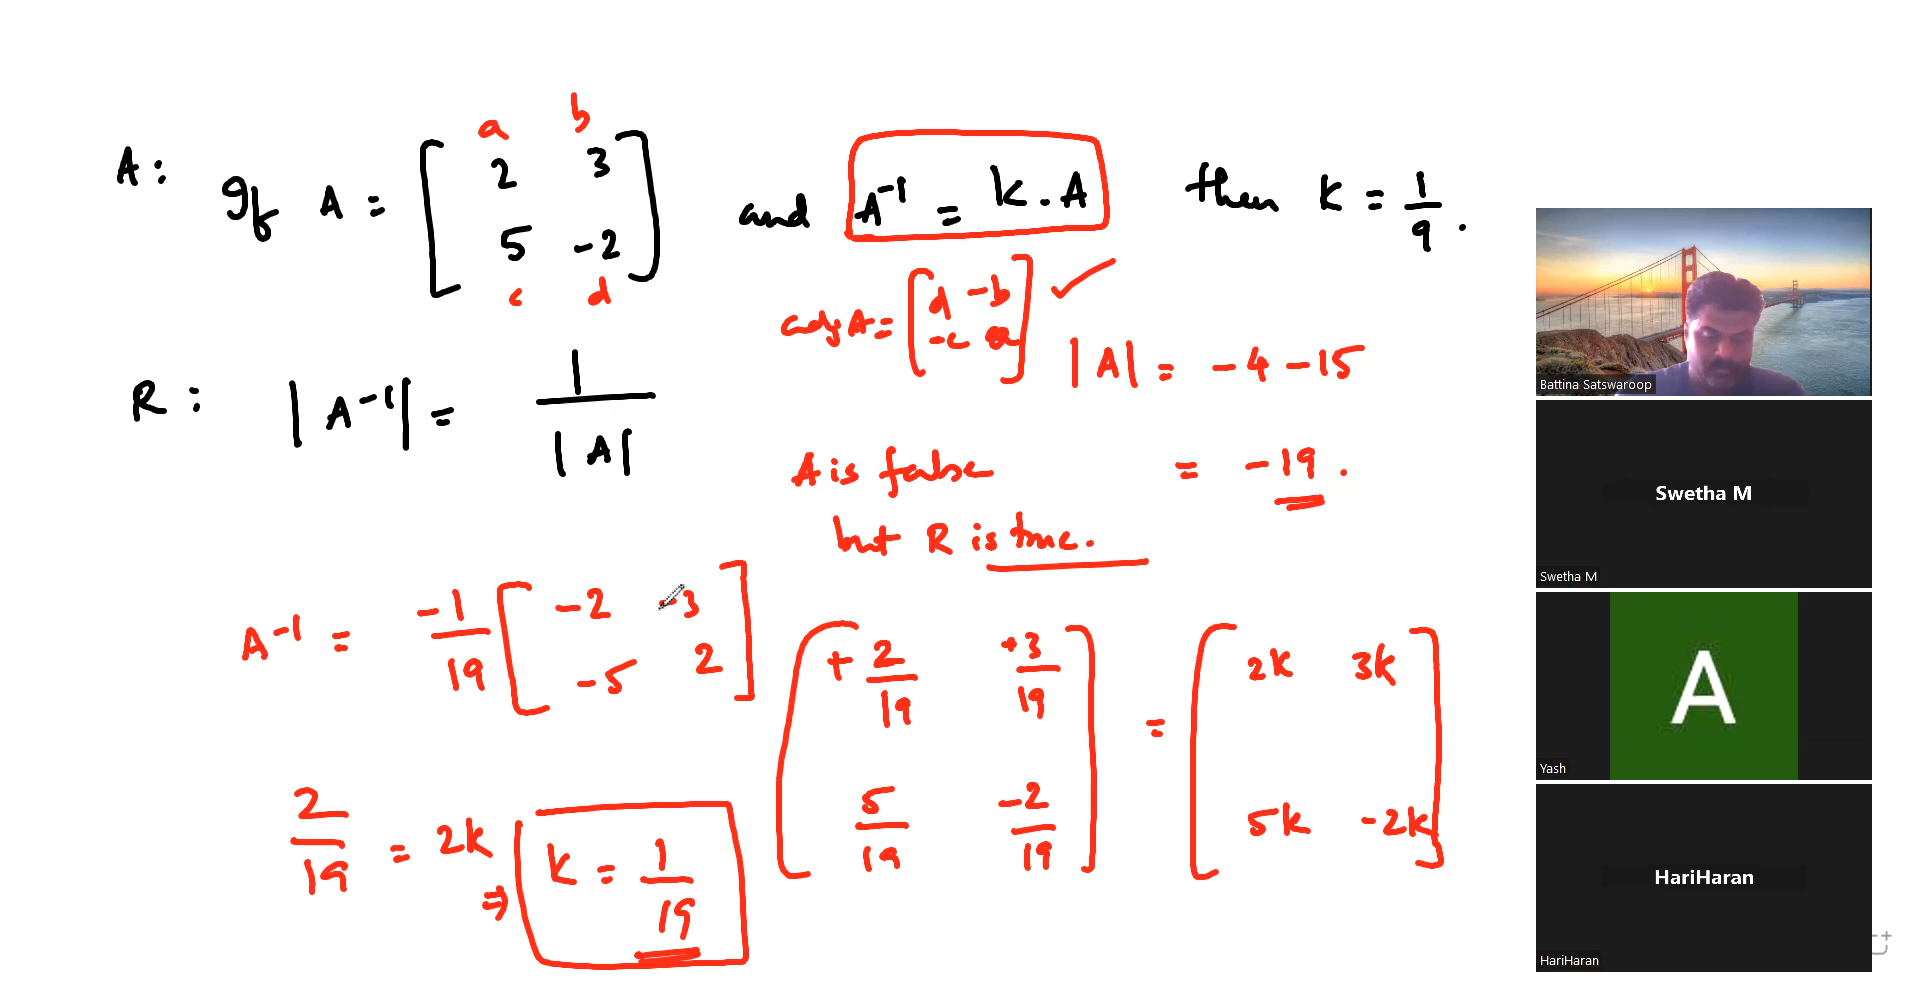 a b
A: If A = [ 2 3 and A⁻¹ = k . A then k = 1/9 .
5 -2 ]
c d
adj A = [ d -b
-c a ] ✓
|A| = -4 -15
R : |A⁻¹| = 1/|A|
= -19 .
A is false
but R is true.
A⁻¹ = -1/19 [ -2 -3
-5 2 ]
[ +2/19 +3/19
5/19 -2/19 ] = [ 2k 3k
5k -2k ]
2/19 = 2k
⇒ k = 1/19
Battina Satswaroop
Swetha M
Swetha M
A
Yash
HariHaran
HariHaran